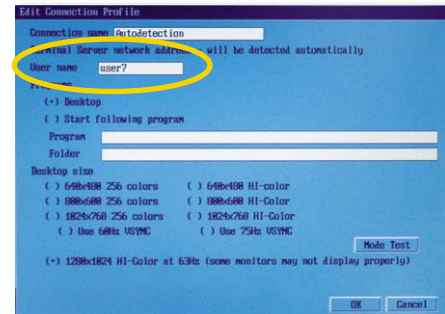 Edit Connection Profile
Connection name Autodetection
Terminal Server network addresses will be detected automatically
User name user7
(•) Desktop
( ) Start following program
Program
Folder
Desktop size
( ) 640x480 256 colors ( ) 640x480 HI-color
( ) 800x600 256 colors ( ) 800x600 HI-color
( ) 1024x768 256 colors ( ) 1024x768 HI-color
( ) Use 60Hz VSYNC ( ) Use 75Hz VSYNC
Mode Test
(•) 1280x1024 HI-Color at 63Hz (some monitors may not display properly)
OK Cancel